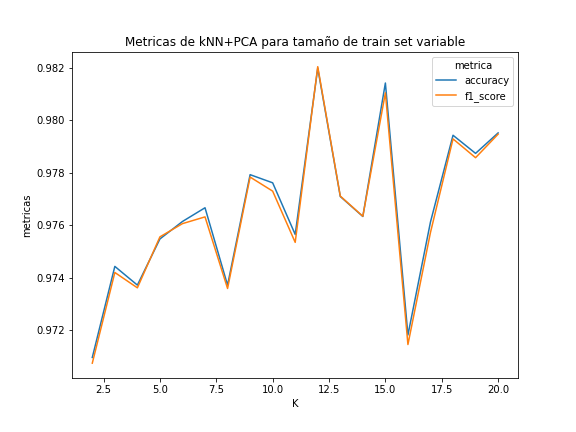 Metricas de kNN+PCA para tamaño de train set variable
metrica
accuracy
f1_score
metricas
0.982
0.980
0.978
0.976
0.974
0.972
2.5 5.0 7.5 10.0 12.5 15.0 17.5 20.0
K